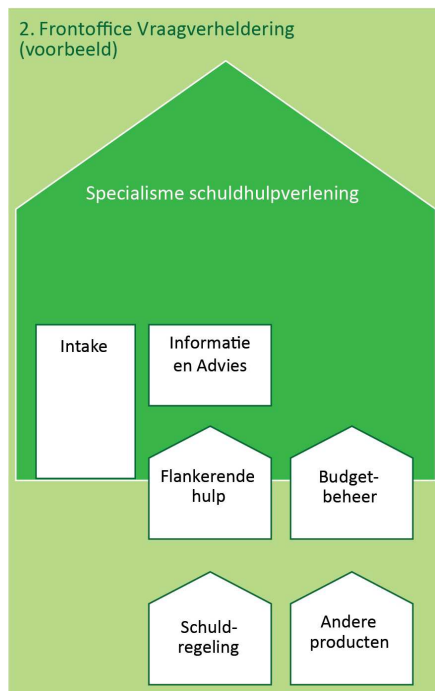 2. Frontoffice Vraagverheldering
(voorbeeld)
Specialisme schuldhulpverlening
Intake
Informatie
en Advies
Flankerende
hulp
Budget-
beheer
Schuld-
regeling
Andere
producten